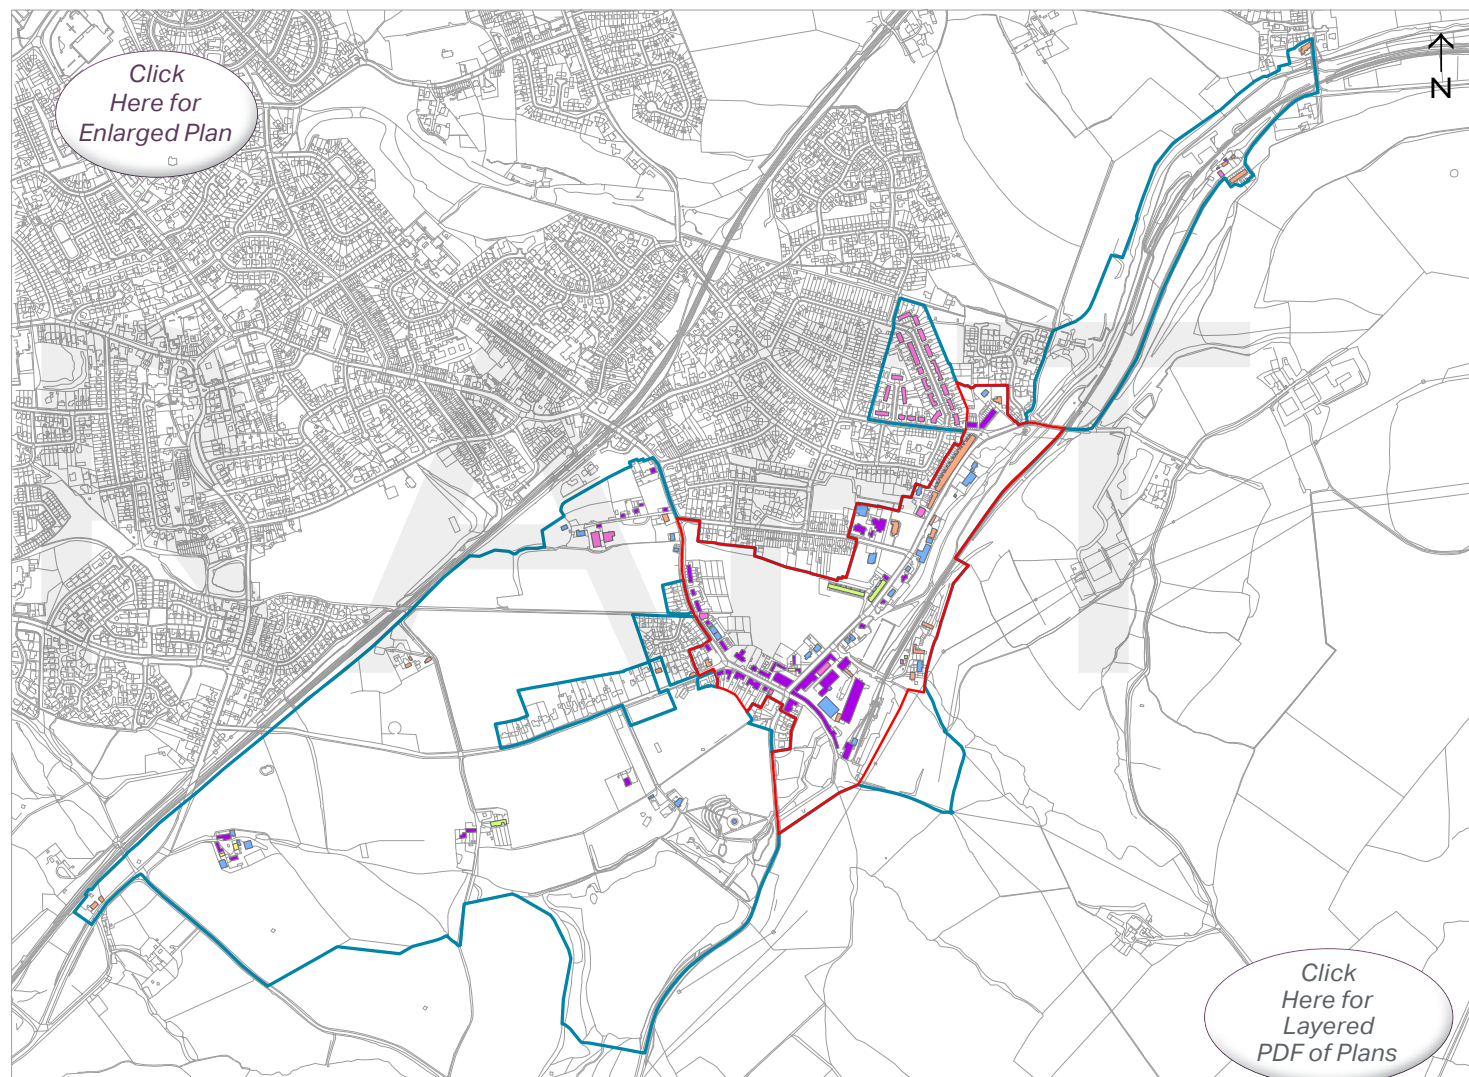 Click
Here for
Enlarged Plan
N
Click
Here for
Layered
PDF of Plans